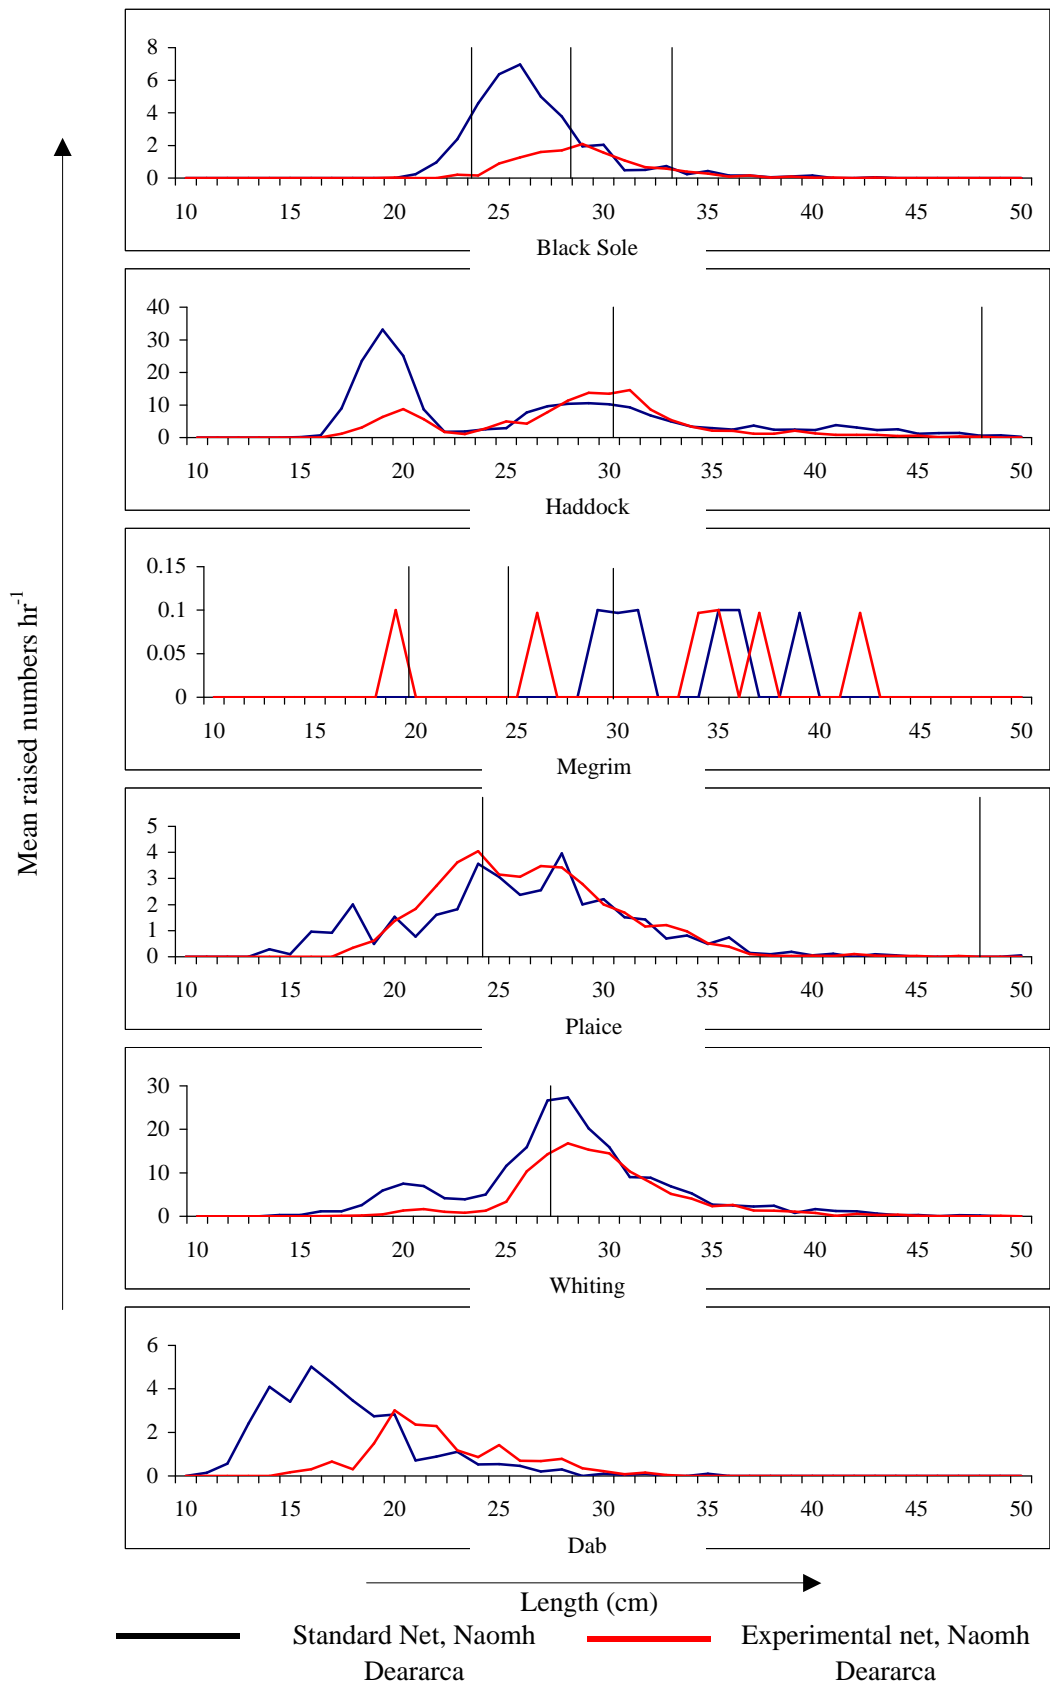 8
6
4
2
0
10 15 20 25 30 35 40 45 50
Black Sole
40
30
20
10
0
10 15 20 25 30 35 40 45 50
Haddock
0.15
0.1
0.05
0
10 15 20 25 30 35 40 45 50
Megrim
5
4
3
2
1
0
10 15 20 25 30 35 40 45 50
Plaice
30
20
10
0
10 15 20 25 30 35 40 45 50
Whiting
6
4
2
0
10 15 20 25 30 35 40 45 50
Dab
Mean raised numbers hr⁻¹
Length (cm)
Standard Net, Naomh
Deararca
Experimental net, Naomh
Deararca